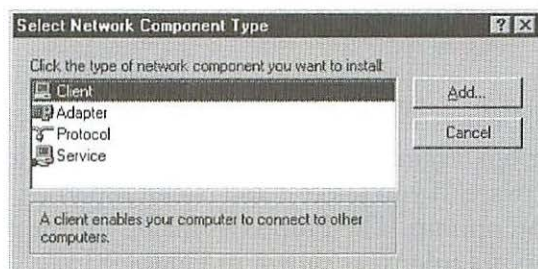 Select Network Component Type
Click the type of network component you want to install:
Client
Add...
Adapter
Protocol
Cancel
Service
A client enables your computer to connect to other
computers.